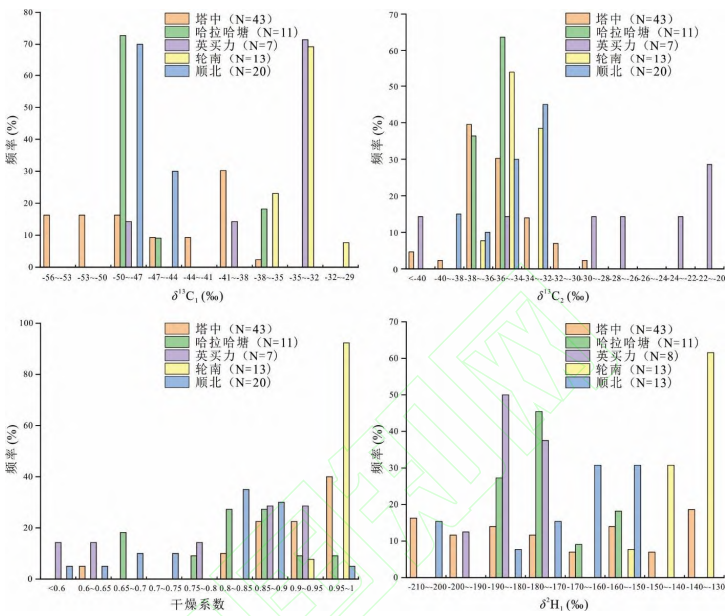 80
70
60
50
40
30
20
10
0
频率 (%)
塔中（N=43）
哈拉哈塘（N=11）
英买力（N=7）
轮南（N=13）
顺北（N=20）
-56~-53 -53~-50 -50~-47 -47~-44 -44~-41 -41~-38 -38~-35 -35~-32 -32~-29
δ¹³C₁ (‰)
70
60
50
40
30
20
10
0
频率 (%)
塔中（N=43）
哈拉哈塘（N=11）
英买力（N=7）
轮南（N=13）
顺北（N=20）
<-40 -40~-38 -38~-36 -36~-34 -34~-32 -32~-30 -30~-28 -28~-26 -26~-24 -24~-22 -22~-20
δ¹³C₂ (‰)
100
80
60
40
20
0
频率 (%)
塔中（N=43）
哈拉哈塘（N=11）
英买力（N=7）
轮南（N=13）
顺北（N=20）
<0.6 0.6~0.65 0.65~0.7 0.7~0.75 0.75~0.8 0.8~0.85 0.85~0.9 0.9~0.95 0.95~1
干燥系数
70
60
50
40
30
20
10
0
频率 (%)
塔中（N=43）
哈拉哈塘（N=11）
英买力（N=8）
轮南（N=13）
顺北（N=13）
-210~-200 -200~-190 -190~-180 -180~-170 -170~-160 -160~-150 -150~-140 -140~-130
δ²H₁ (‰)